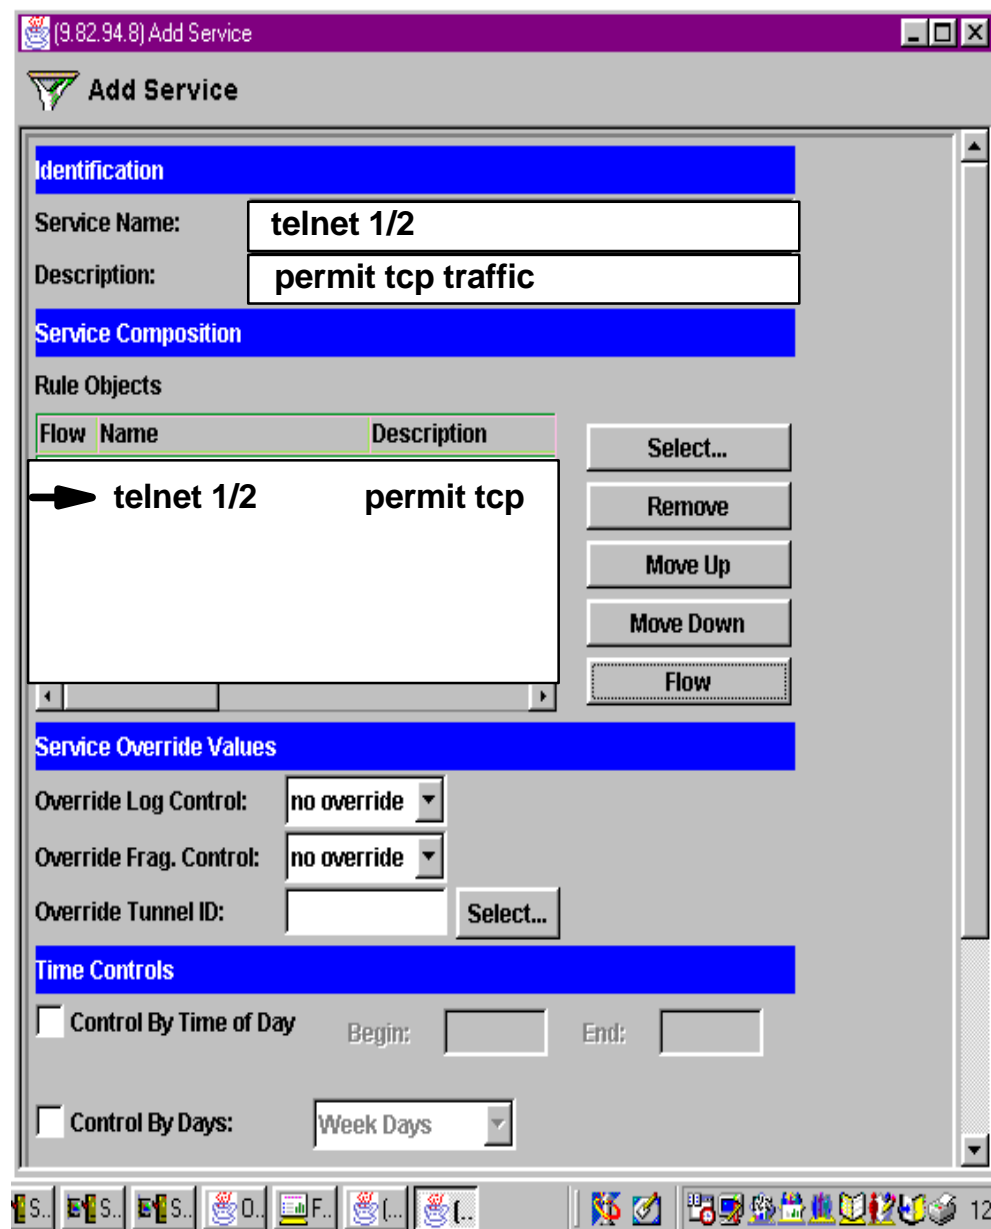 (9.82.94.8) Add Service
Add Service
Identification
Service Name: telnet 1/2
Description: permit tcp traffic
Service Composition
Rule Objects
Flow Name Description
telnet 1/2 permit tcp
Select...
Remove
Move Up
Move Down
Flow
Service Override Values
Override Log Control: no override
Override Frag. Control: no override
Override Tunnel ID: Select...
Time Controls
Control By Time of Day Begin: End:
Control By Days: Week Days
S.. S.. S.. O.. F.. (... (.. 12